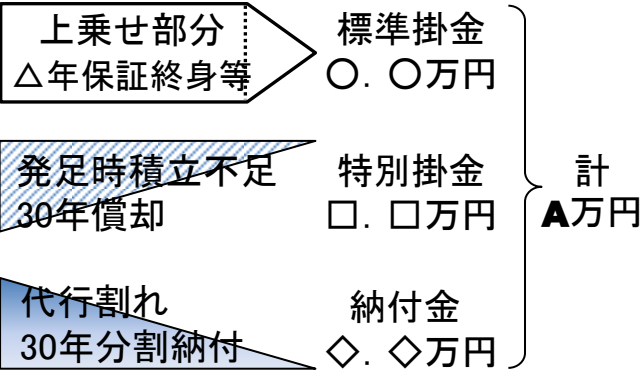 上乗せ部分
△年保証終身等
標準掛金
○．○万円
発足時積立不足
30年償却
特別掛金
□．□万円
計
A万円
代行割れ
30年分割納付
納付金
◇．◇万円